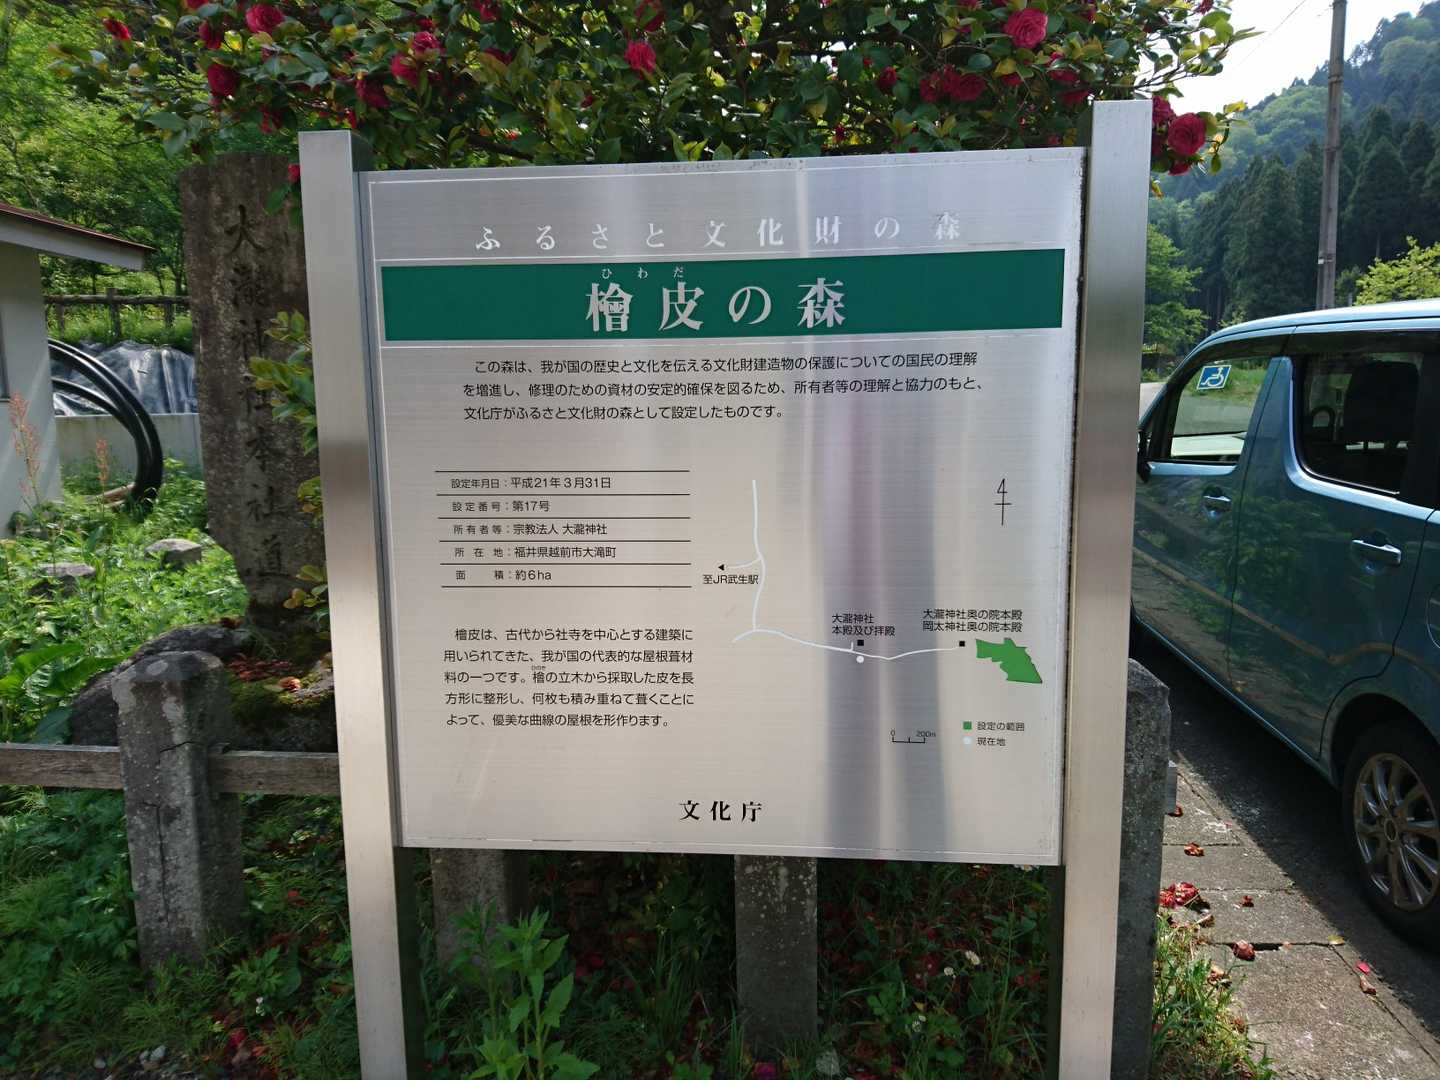 ふるさと文化財の森
ひわだ
檜皮の森
この森は、我が国の歴史と文化を伝える文化財建造物の保護についての国民の理解
を増進し、修理のための資材の安定的確保を図るため、所有者等の理解と協力のもと、
文化庁がふるさと文化財の森として設定したものです。
設定年月日：平成21年3月31日
設定番号：第17号
所有者等：宗教法人 大瀧神社
所在地：福井県越前市大滝町
面積：約6ha
檜皮は、古代から社寺を中心とする建築に
用いられてきた、我が国の代表的な屋根葺材
ひのき
料の一つです。檜の立木から採取した皮を長
方形に整形し、何枚も積み重ねて葺くことに
よって、優美な曲線の屋根を形作ります。
至JR武生駅
大瀧神社
本殿及び拝殿
大瀧神社奥の院本殿
岡太神社奥の院本殿
0 200m
設定の範囲
現在地
文化庁
大瀧神社本社道